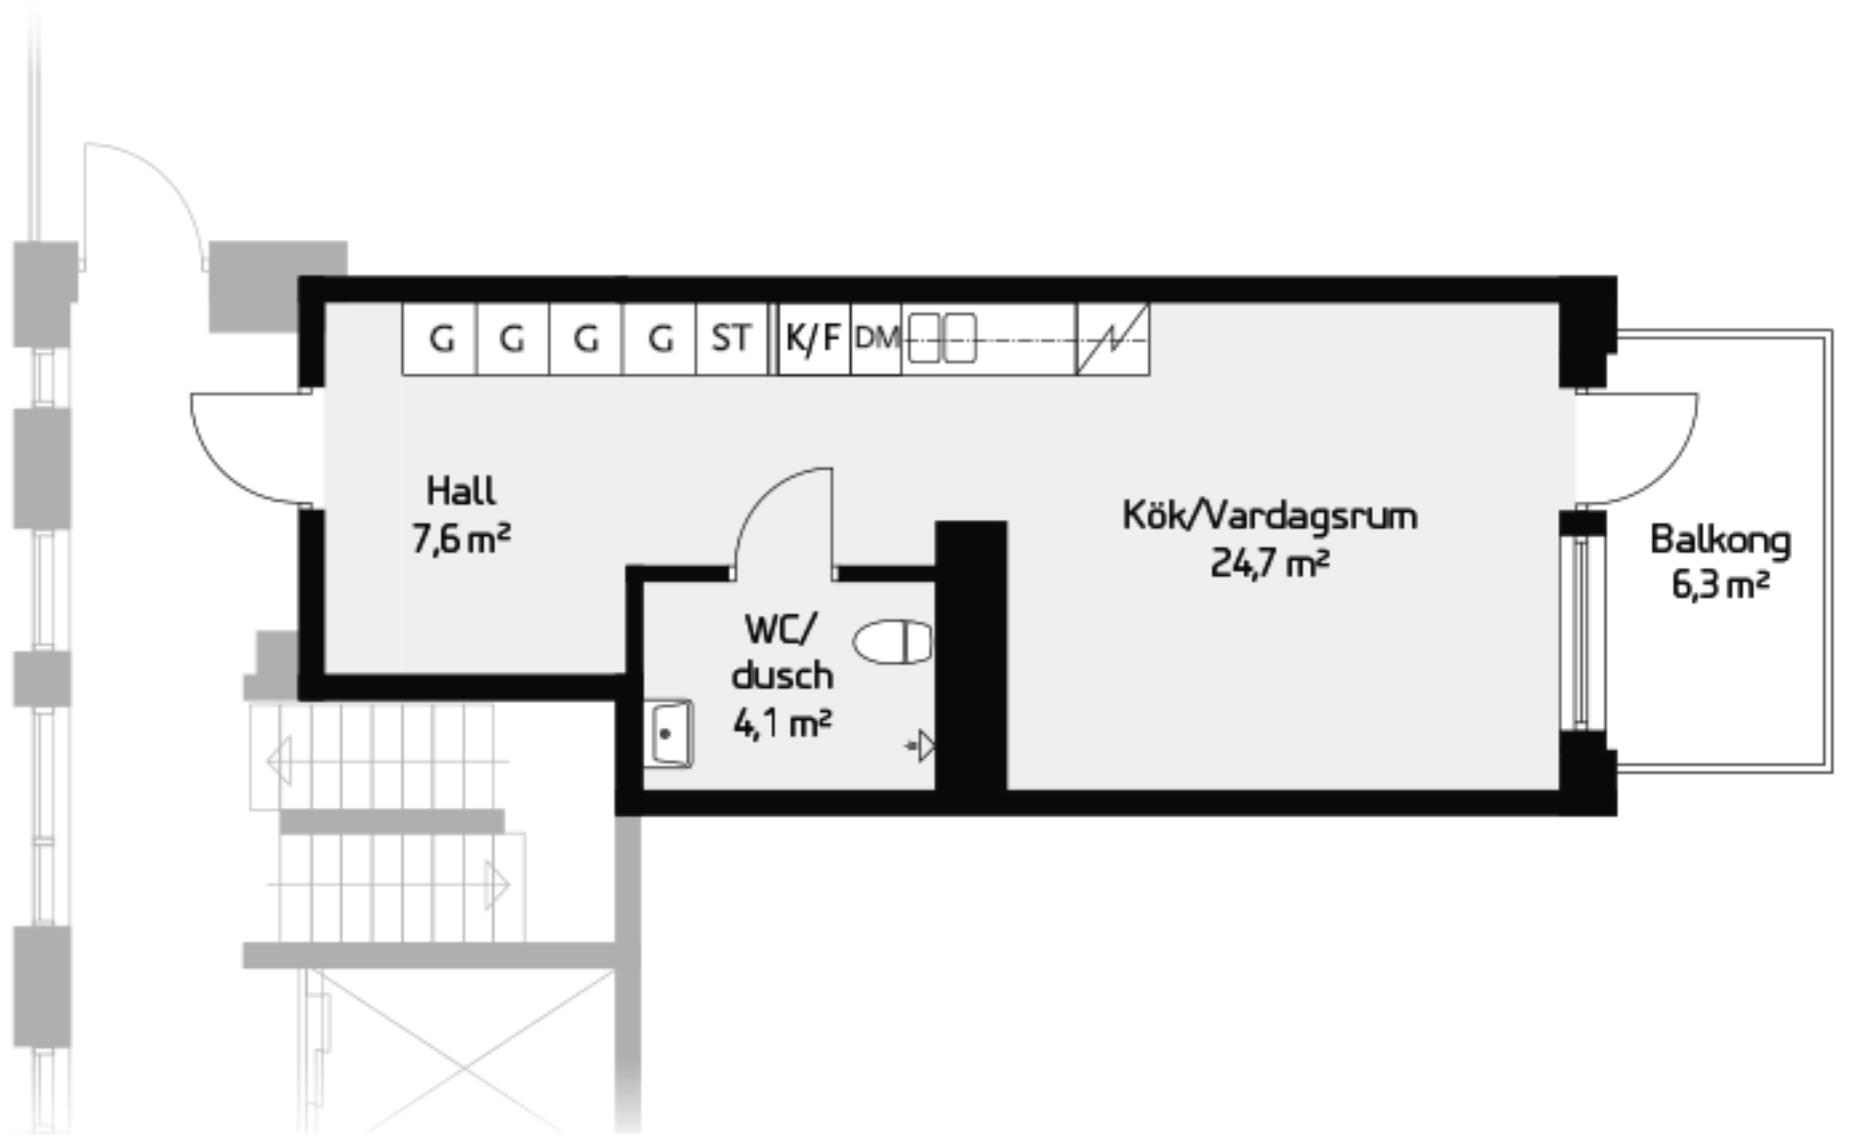 G G G G ST K/F DM
Hall
7,6 m²
Kök/Vardagsrum
24,7 m²
Balkong
6,3 m²
WC/
dusch
4,1 m²